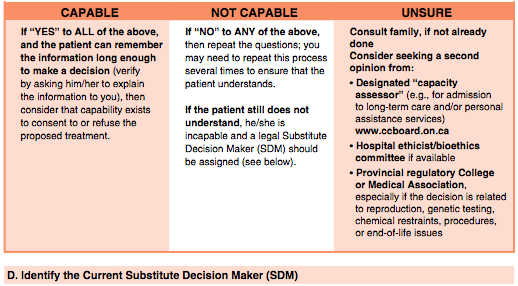 CAPABLE
If “YES” to ALL of the above,
and the patient can remember
the information long enough
to make a decision (verify
by asking him/her to explain
the information to you), then
consider that capability exists
to consent to or refuse the
proposed treatment.
NOT CAPABLE
If “NO” to ANY of the above,
then repeat the questions; you
may need to repeat this process
several times to ensure that the
patient understands.
If the patient still does not
understand, he/she is
incapable and a legal Substitute
Decision Maker (SDM) should
be assigned (see below).
UNSURE
Consult family, if not already
done
Consider seeking a second
opinion from:
• Designated “capacity
assessor” (e.g., for admission
to long-term care and/or personal
assistance services)
www.ccboard.on.ca
• Hospital ethicist/bioethics
committee if available
• Provincial regulatory College
or Medical Association,
especially if the decision is related
to reproduction, genetic testing,
chemical restraints, procedures,
or end-of-life issues
D. Identify the Current Substitute Decision Maker (SDM)